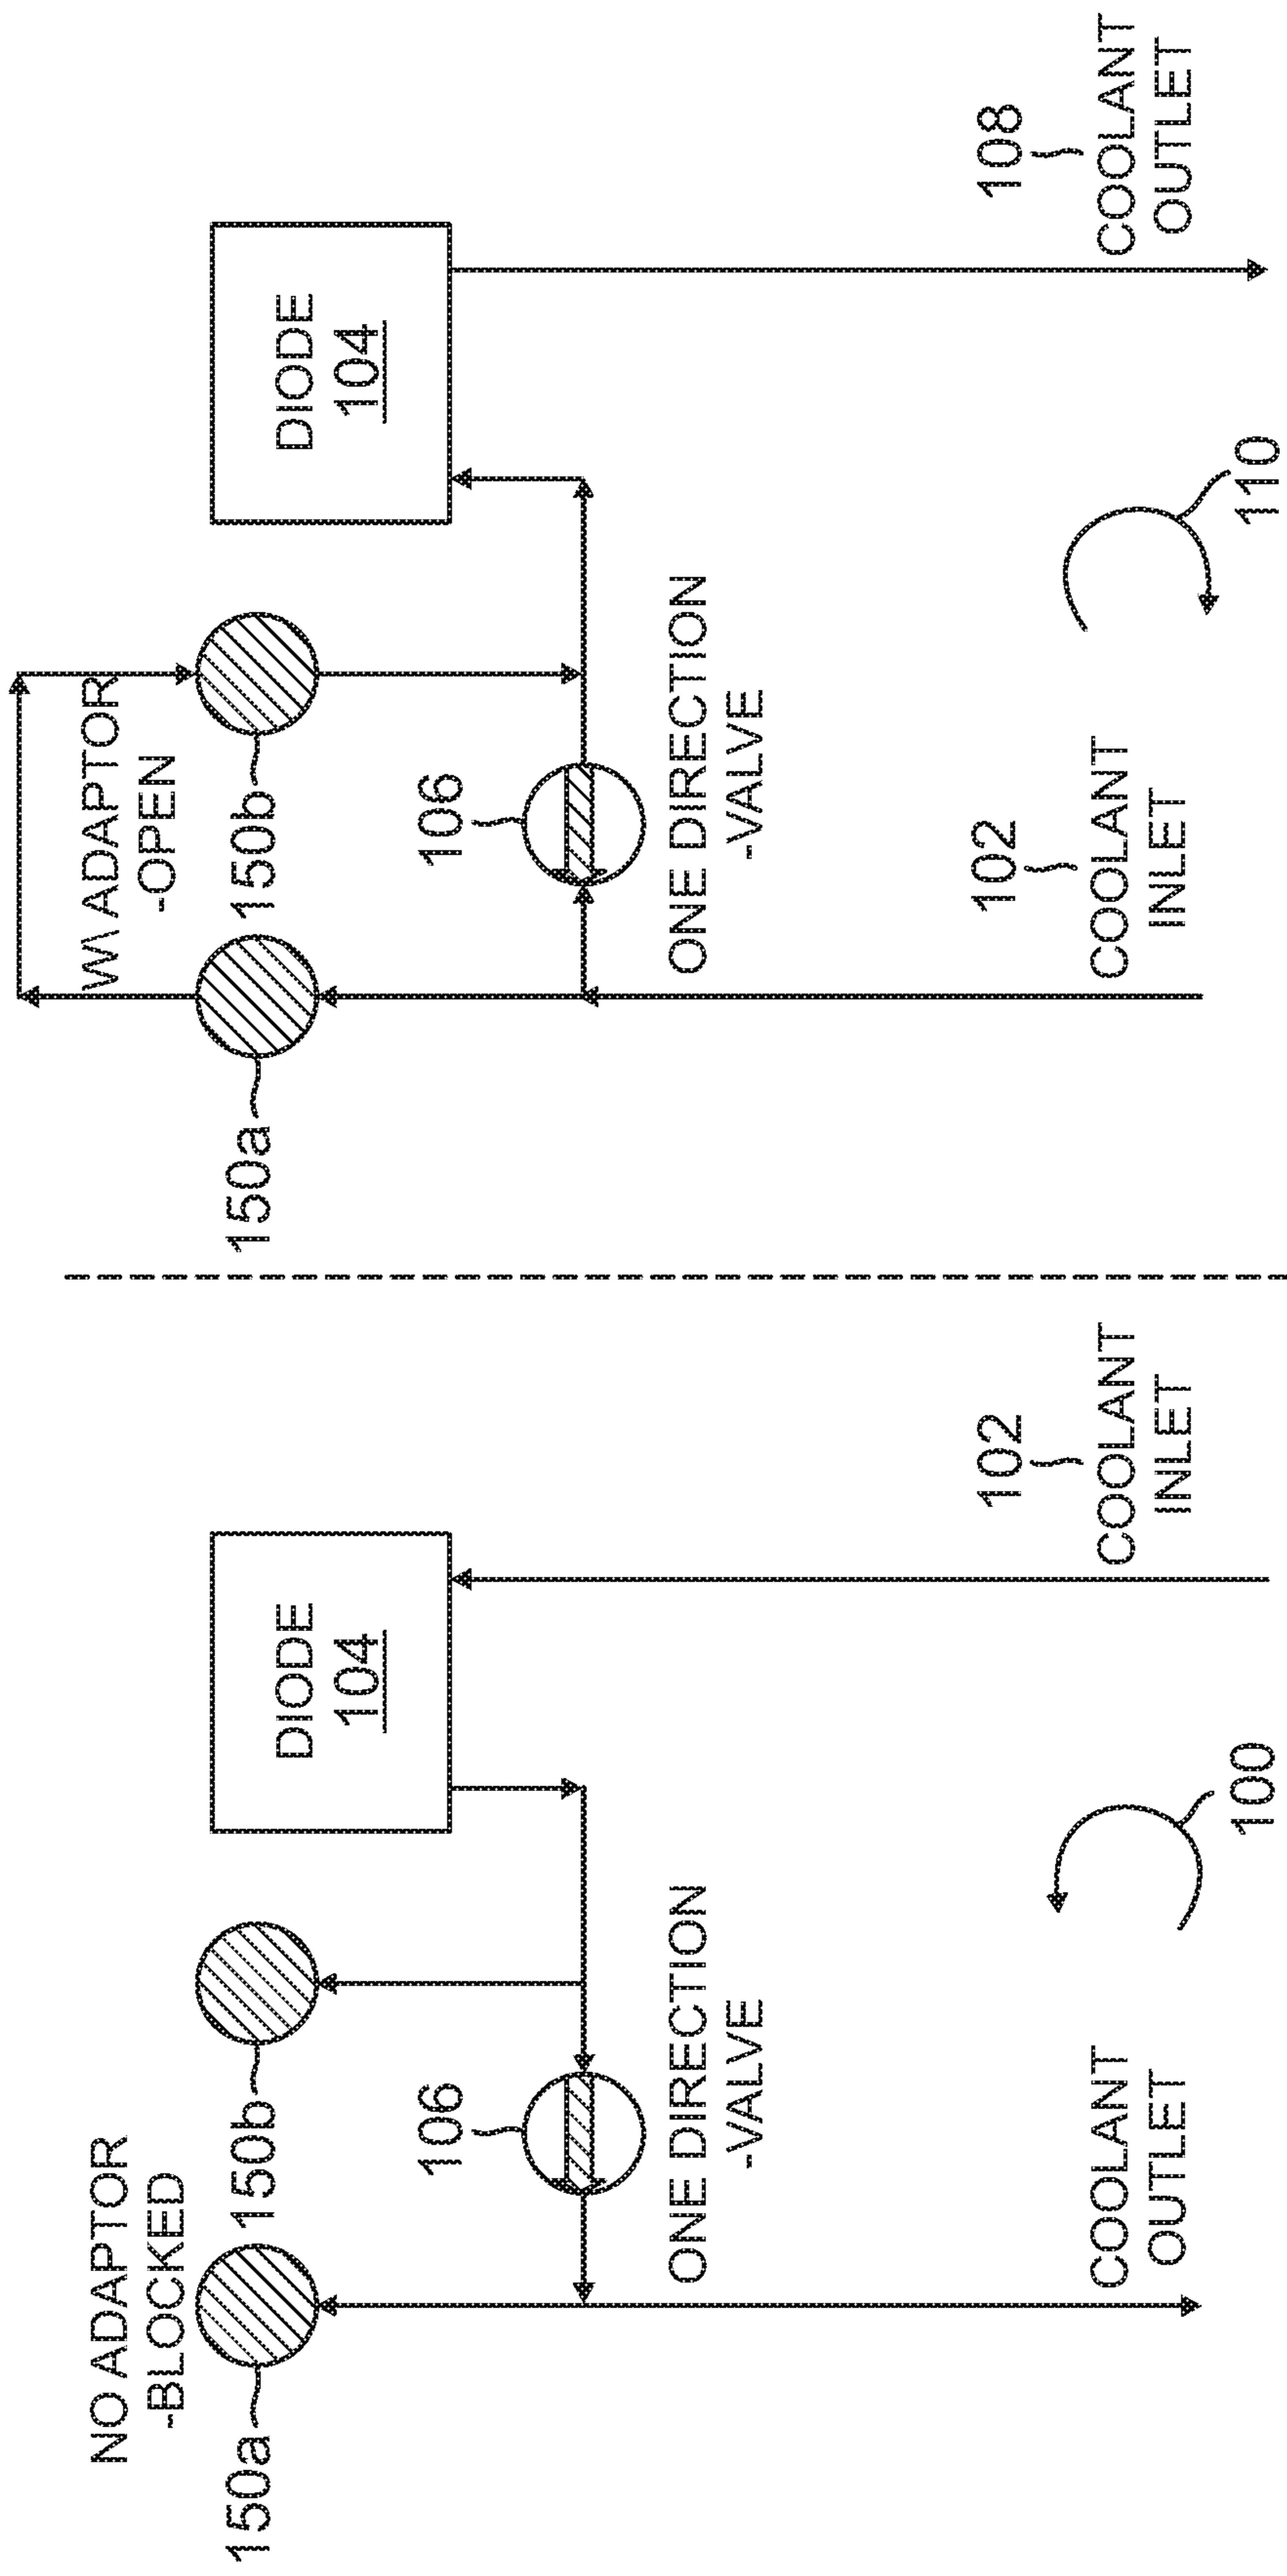 NO ADAPTOR
-BLOCKED
150a
150b
DIODE
104
106
ONE DIRECTION
-VALVE
102
COOLANT
INLET
COOLANT
OUTLET
100
W\ ADAPTOR
-OPEN
150a
150b
DIODE
104
106
ONE DIRECTION
-VALVE
102
COOLANT
INLET
108
COOLANT
OUTLET
110